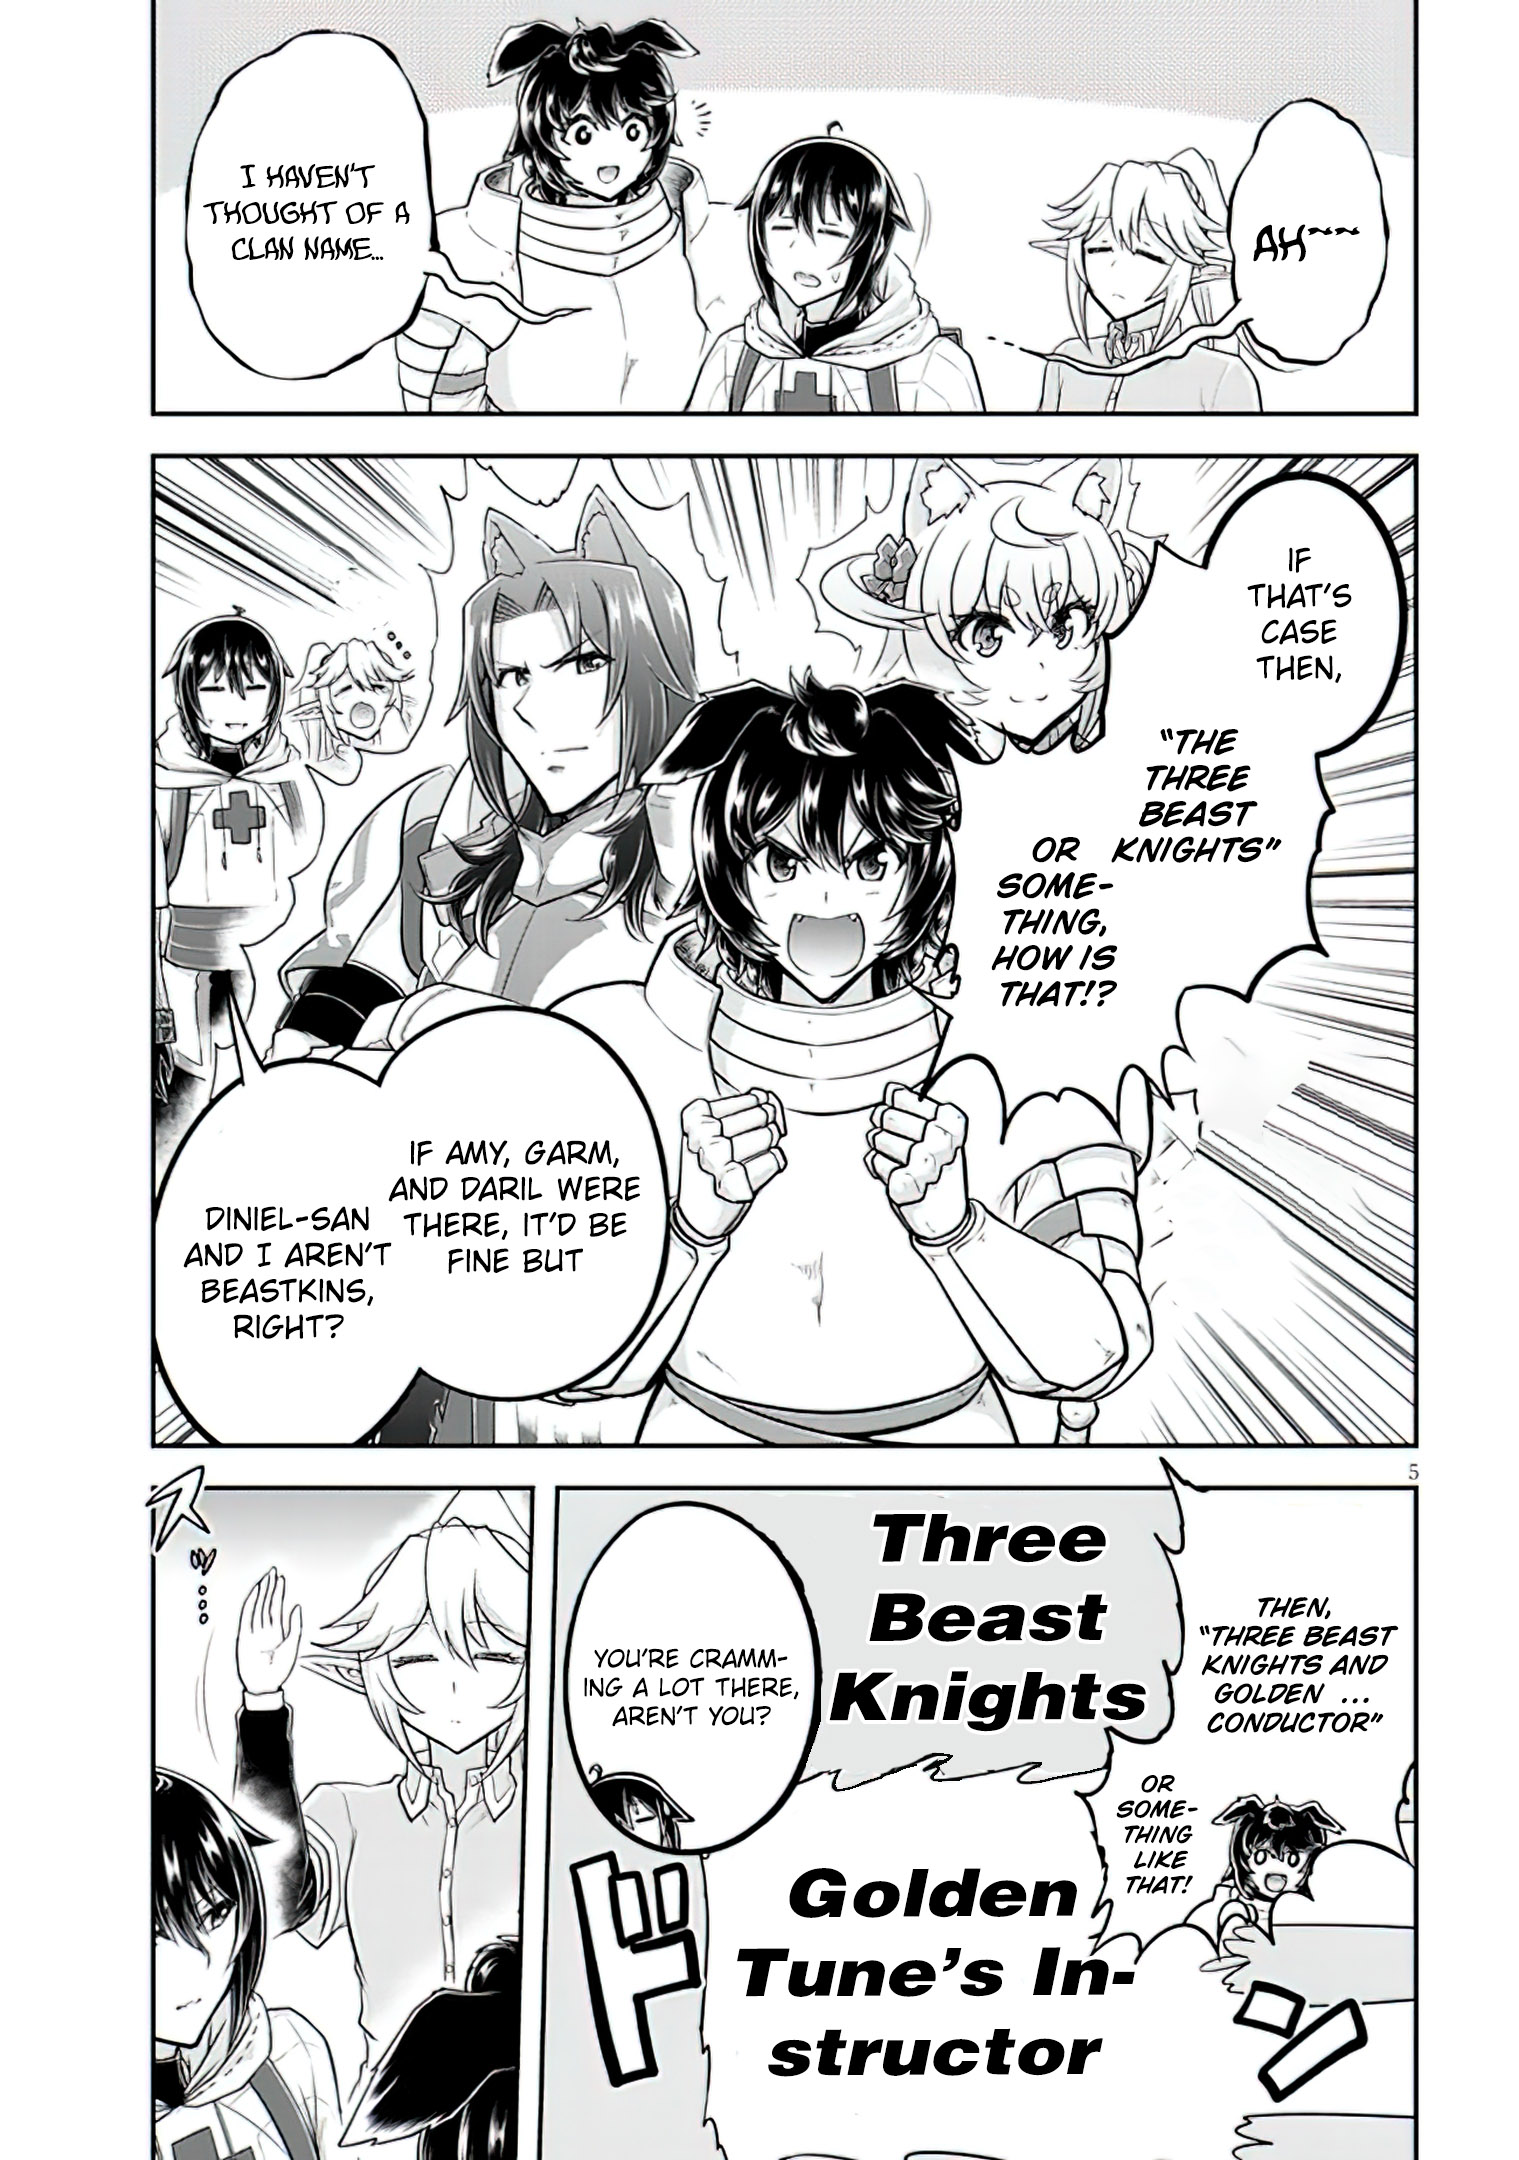 AH~~
I HAVEN'T
THOUGHT OF A
CLAN NAME...
IF
THAT'S
CASE
THEN,
"THE
THREE
BEAST
KNIGHTS"
OR
SOME-
THING,
HOW IS
THAT!?
IF AMY, GARM,
AND DARIL WERE
THERE, IT'D BE
FINE BUT
DINIEL-SAN
AND I AREN'T
BEASTKINS,
RIGHT?
5
THEN,
"THREE BEAST
KNIGHTS AND
GOLDEN ...
CONDUCTOR"
OR
SOME-
THING
LIKE
THAT!
Three
Beast
Knights
Golden
Tune's In-
structor
ドン
YOU'RE CRAMM-
ING A LOT THERE,
AREN'T YOU?
スッ…